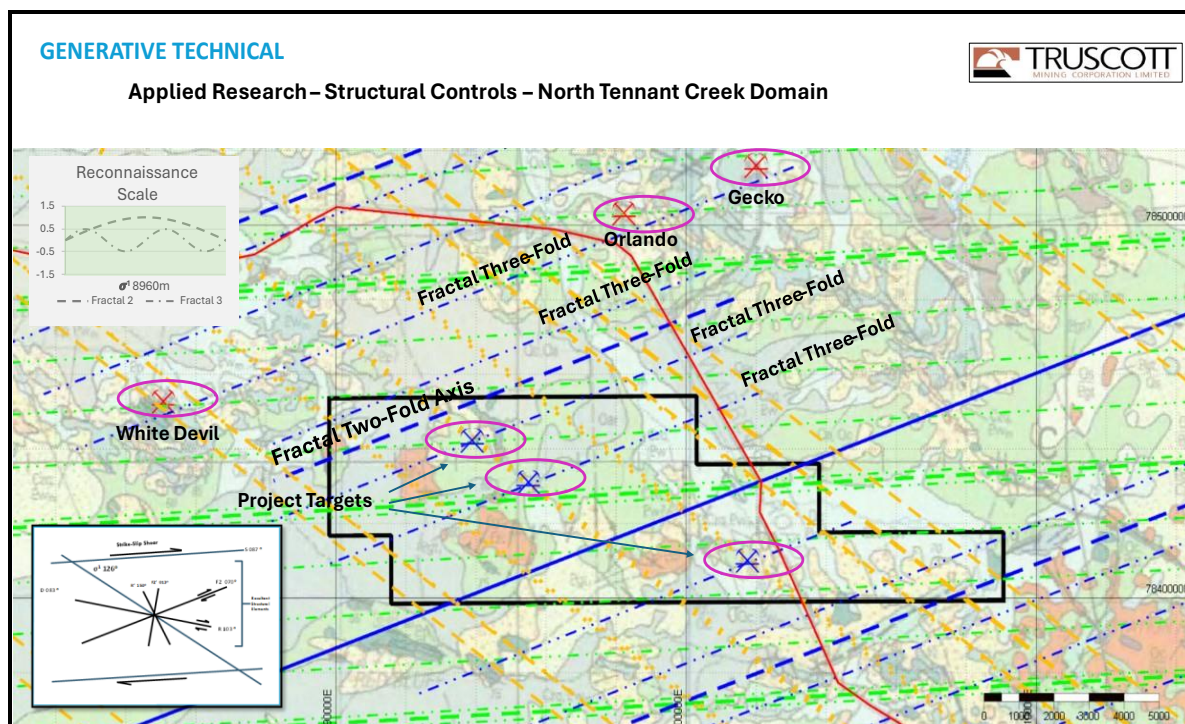 GENERATIVE TECHNICAL
TRUSCOTT
MINING CORPORATION LIMITED
Applied Research – Structural Controls – North Tennant Creek Domain
Reconnaissance
Scale
1.5
0.5
-0.5
-1.5
σ¹ 8960m
Fractal 2
Fractal 3
Gecko
Orlando
7850000
Fractal Three-Fold
Fractal Three-Fold
Fractal Three-Fold
Fractal Three-Fold
White Devil
Fractal Two-Fold Axis
Project Targets
Strike-Slip Shear
σ¹ 126°
7840000
0
1000
2000
3000
4000
5000